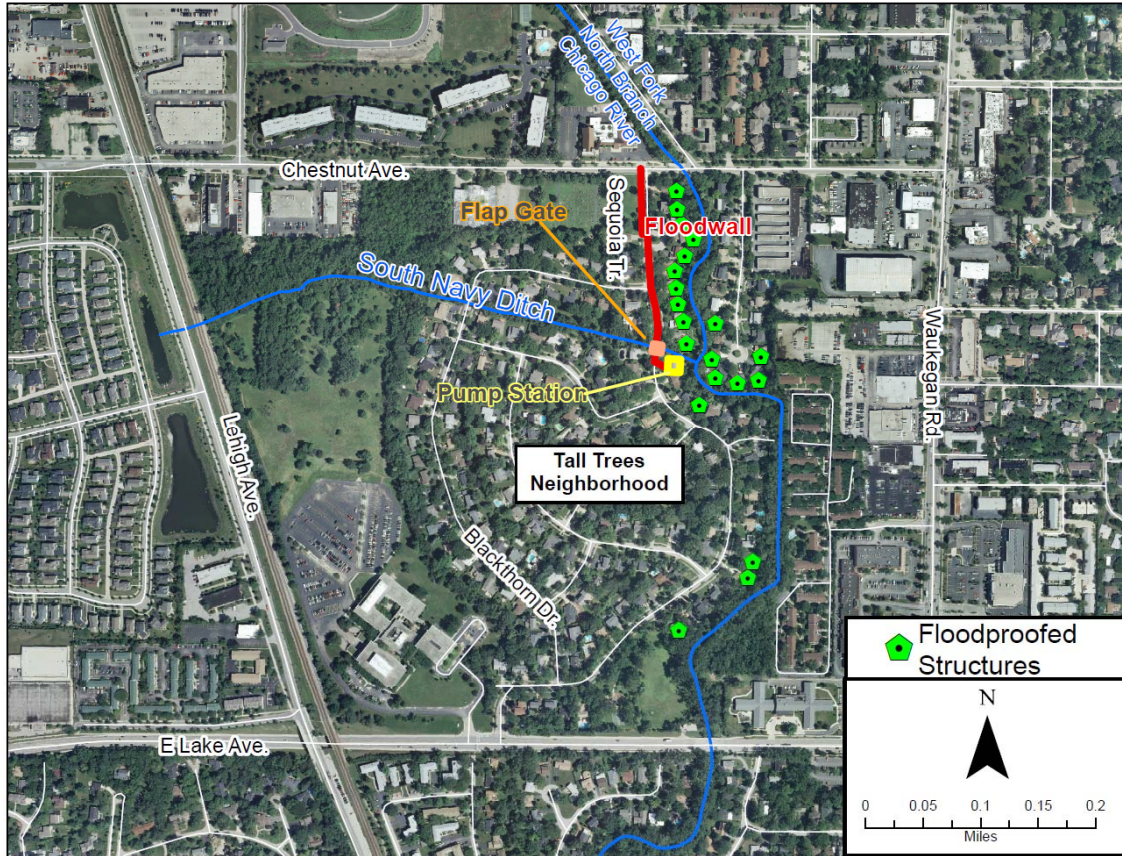 West Fork
North Branch
Chicago River
Chestnut Ave.
Sequoia Tr.
Flap Gate
Floodwall
South Navy Ditch
Waukegan Rd.
Pump Station
Lehigh Ave.
Tall Trees
Neighborhood
Blackthorn Dr.
Floodproofed
Structures
E Lake Ave.
N
0 0.05 0.1 0.15 0.2
Miles